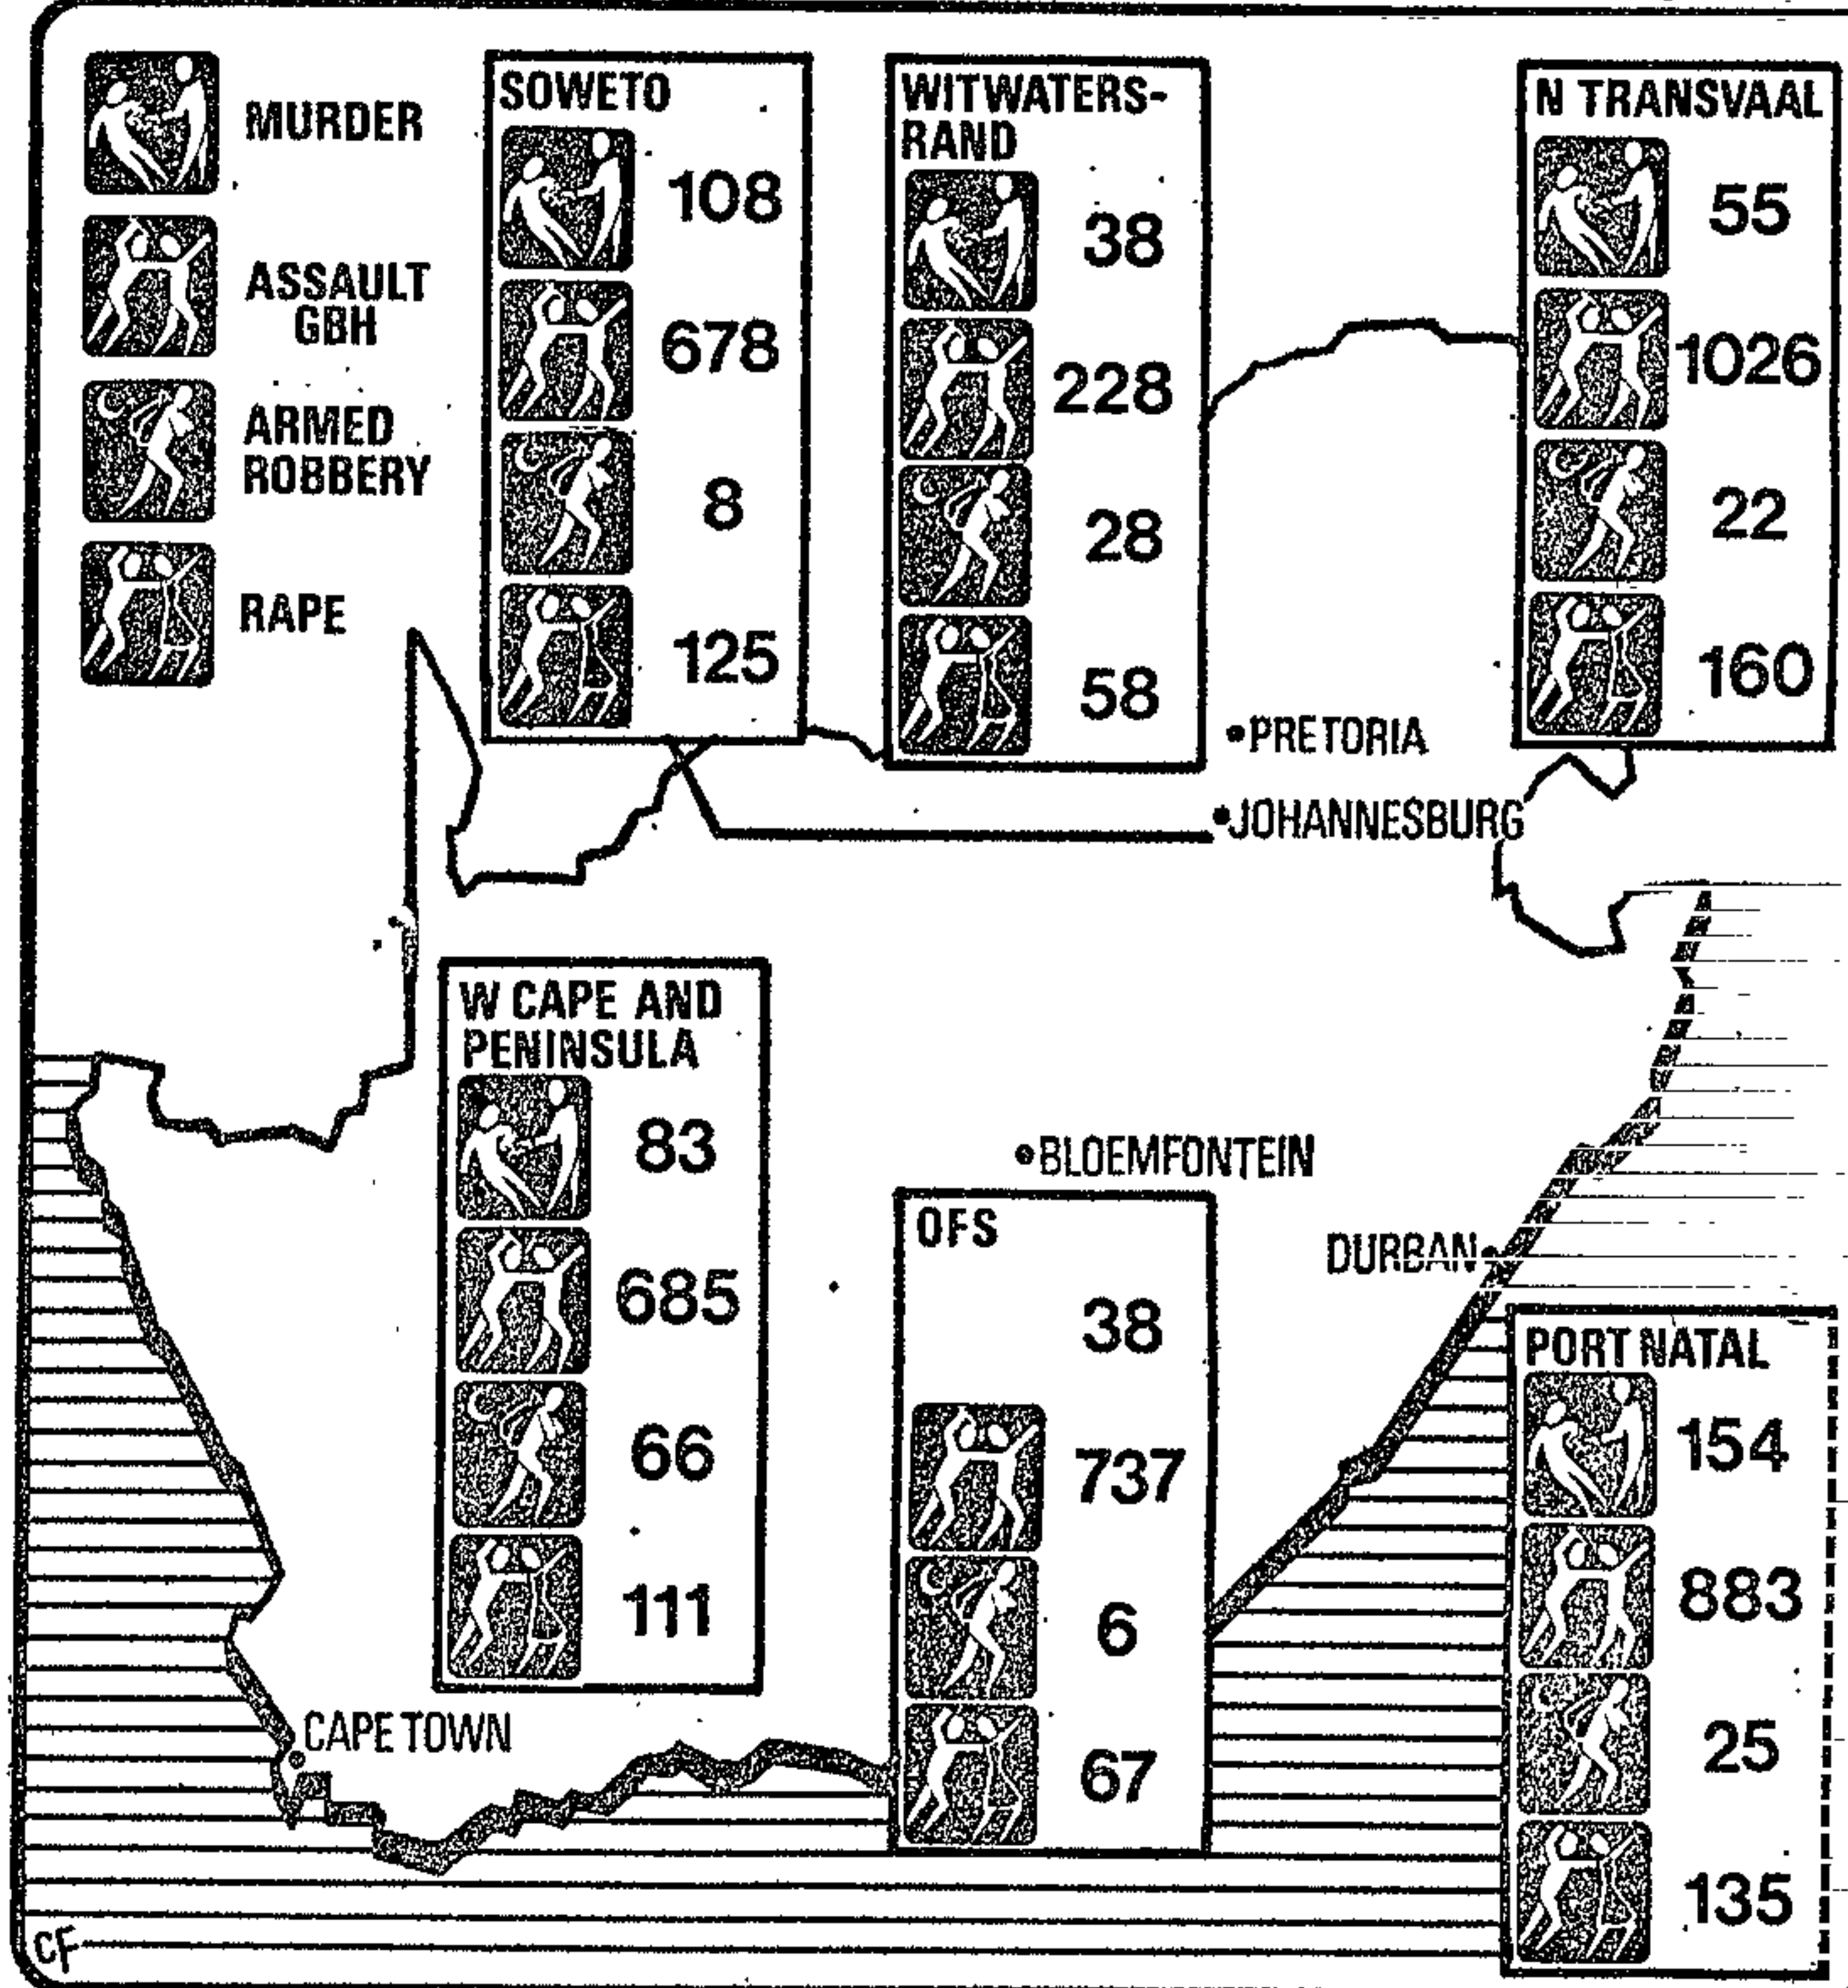 MURDER
ASSAULT
GBH
ARMED
ROBBERY
RAPE
SOWETO
108
678
8
125
WITWATERS-
RAND
38
228
28
58
N TRANSVAAL
55
1026
22
160
•PRETORIA
•JOHANNESBURG
W CAPE AND
PENINSULA
83
685
66
111
•BLOEMFONTEIN
OFS
38
737
6
67
DURBAN•
PORT NATAL
154
883
25
135
CAPE TOWN
CF